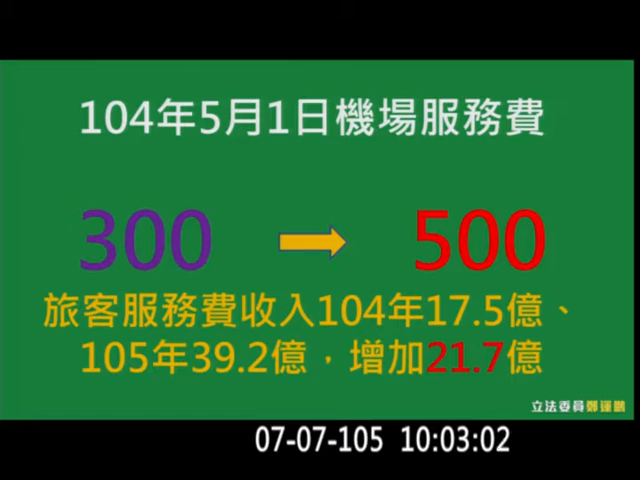 104年5月1日機場服務費
300 500
旅客服務費收入104年17.5億、
105年39.2億，增加21.7億
立法委員鄭運鵬
07-07-105 10:03:02